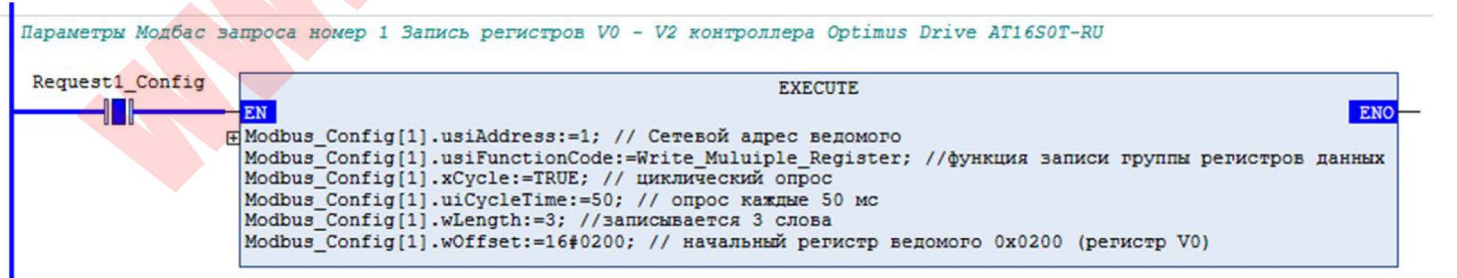 Параметры Модбас запроса номер 1 Запись регистров V0 - V2 контроллера Optimus Drive AT16S0T-RU
Request1_Config
EXECUTE
EN
ENO
Modbus_Config[1].usiAddress:=1; // Сетевой адрес ведомого
Modbus_Config[1].usiFunctionCode:=Write_Muluiple_Register; //функция записи группы регистров данных
Modbus_Config[1].xCycle:=TRUE; // циклический опрос
Modbus_Config[1].uiCycleTime:=50; // опрос каждые 50 мс
Modbus_Config[1].wLength:=3; //записывается 3 слова
Modbus_Config[1].wOffset:=16#0200; // начальный регистр ведомого 0x0200 (регистр V0)